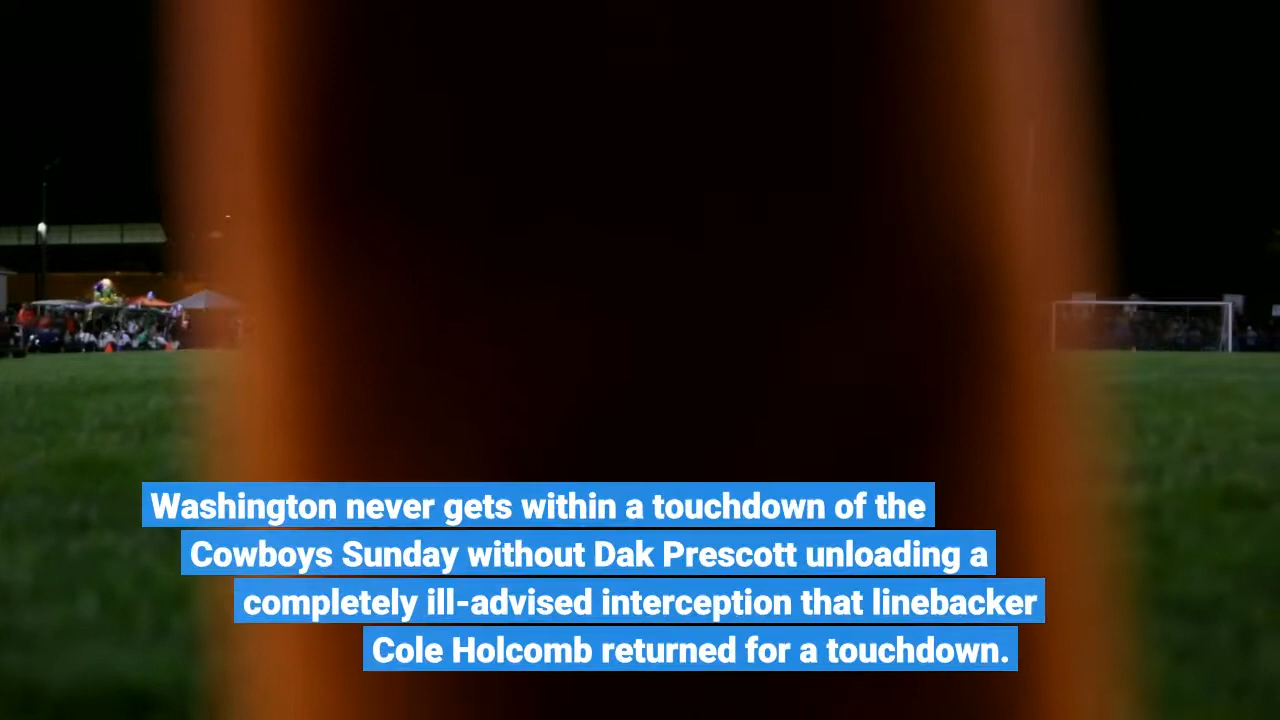 Washington never gets within a touchdown of the
Cowboys Sunday without Dak Prescott unloading a
completely ill-advised interception that linebacker
Cole Holcomb returned for a touchdown.